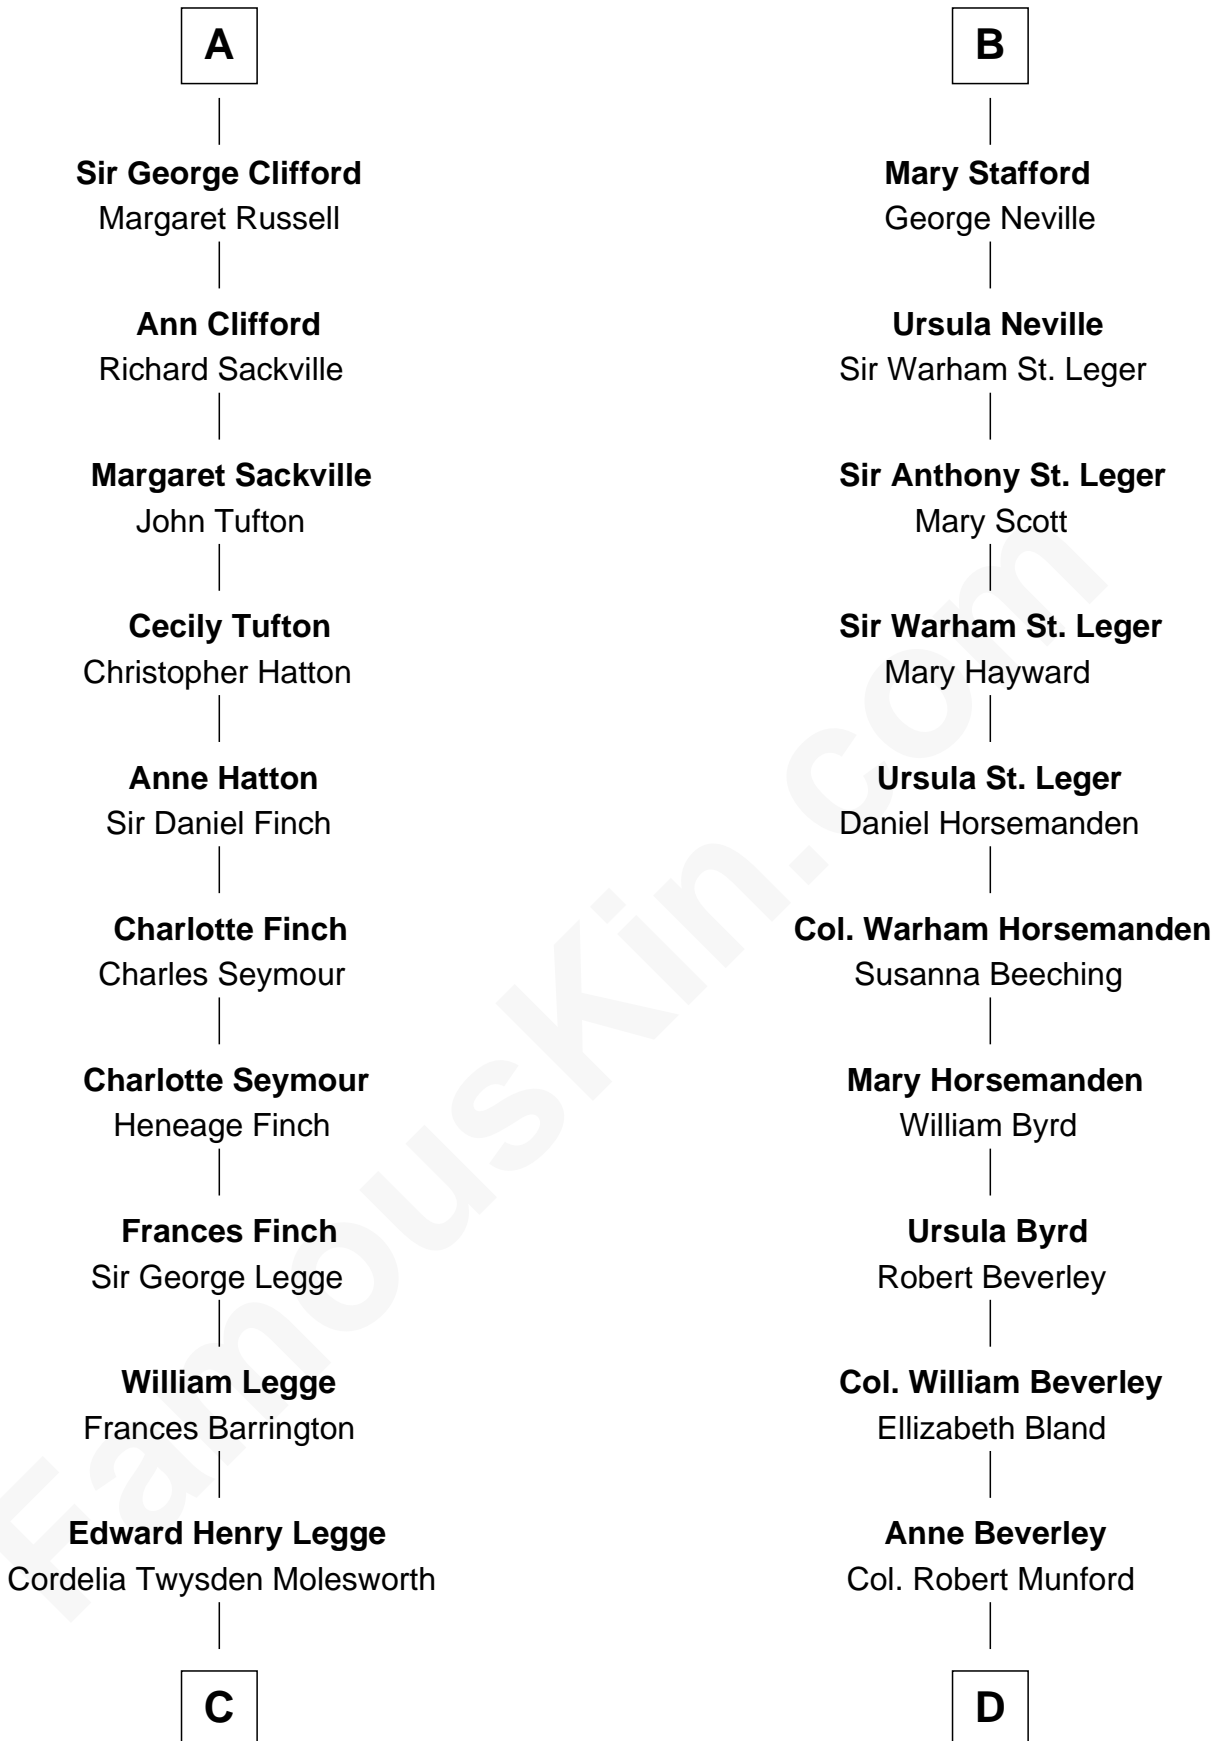 A
Sir George Clifford
Margaret Russell
Ann Clifford
Richard Sackville
Margaret Sackville
John Tufton
Cecily Tufton
Christopher Hatton
Anne Hatton
Sir Daniel Finch
Charlotte Finch
Charles Seymour
Charlotte Seymour
Heneage Finch
Frances Finch
Sir George Legge
William Legge
Frances Barrington
Edward Henry Legge
Cordelia Twysden Molesworth
C
B
Mary Stafford
George Neville
Ursula Neville
Sir Warham St. Leger
Sir Anthony St. Leger
Mary Scott
Sir Warham St. Leger
Mary Hayward
Ursula St. Leger
Daniel Horsemanden
Col. Warham Horsemanden
Susanna Beeching
Mary Horsemanden
William Byrd
Ursula Byrd
Robert Beverley
Col. William Beverley
Ellizabeth Bland
Anne Beverley
Col. Robert Munford
D
FamousKin.com